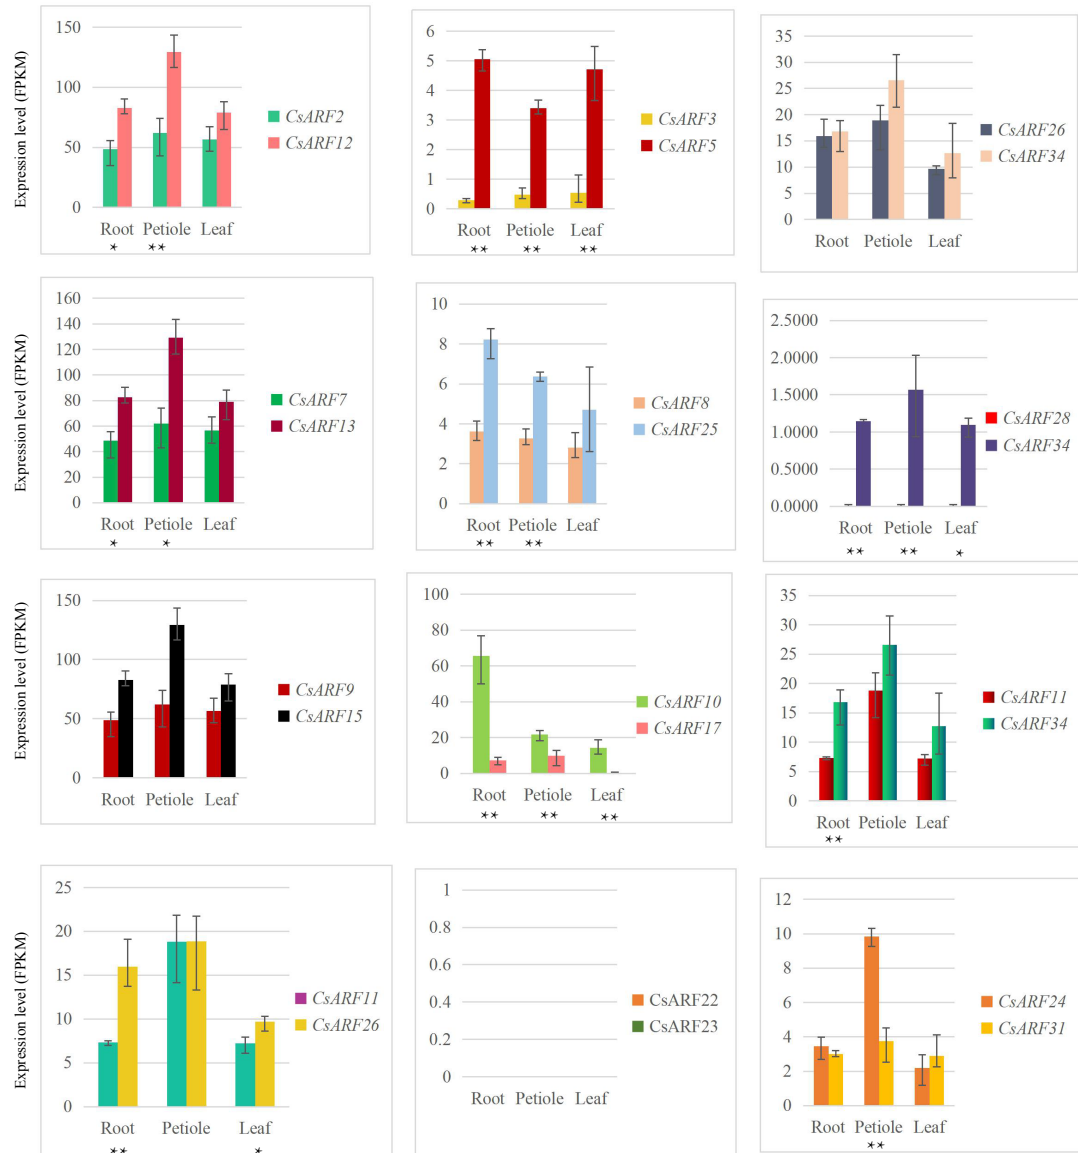 Expression level (FPKM)
150
100
50
0
Root Petiole Leaf
* **
CsARF2
CsARF12
6
5
4
3
2
1
0
Root Petiole Leaf
** ** **
CsARF3
CsARF5
35
30
25
20
15
10
5
0
Root Petiole Leaf
CsARF26
CsARF34
Expression level (FPKM)
160
140
120
100
80
60
40
20
0
Root Petiole Leaf
* *
CsARF7
CsARF13
10
8
6
4
2
0
Root Petiole Leaf
** **
CsARF8
CsARF25
2.5000
2.0000
1.5000
1.0000
0.5000
0.0000
Root Petiole Leaf
** ** *
CsARF28
CsARF34
Expression level (FPKM)
150
100
50
0
Root Petiole Leaf
CsARF9
CsARF15
100
80
60
40
20
0
Root Petiole Leaf
** ** **
CsARF10
CsARF17
35
30
25
20
15
10
5
0
Root Petiole Leaf
**
CsARF11
CsARF34
Expression level (FPKM)
25
20
15
10
5
0
Root Petiole Leaf
** *
CsARF11
CsARF26
1
0.8
0.6
0.4
0.2
0
Root Petiole Leaf
CsARF22
CsARF23
12
10
8
6
4
2
0
Root Petiole Leaf
**
CsARF24
CsARF31